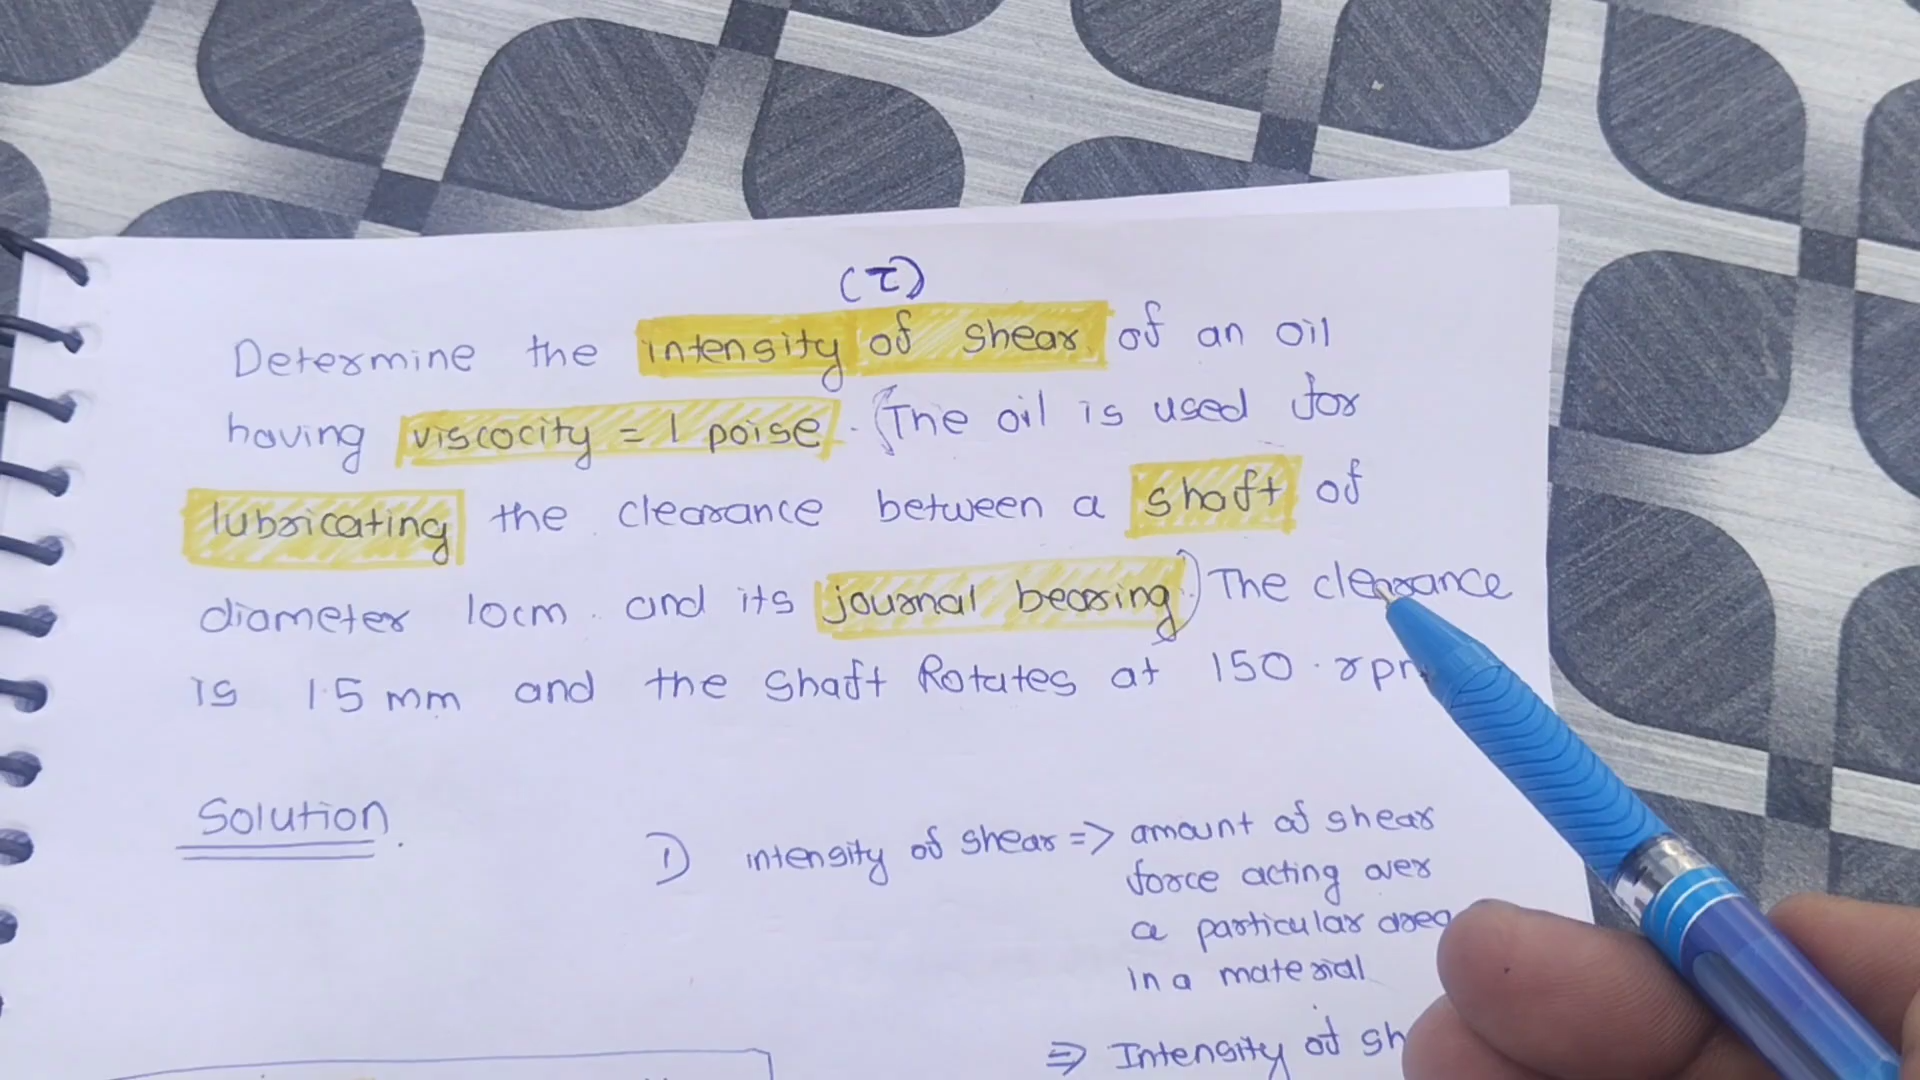 (τ)
Determine the intensity of shear of an oil
having viscocity = 1 poise. (The oil is used for
lubricating the clearance between a shaft of
diameter 10cm and its journal bearing.) The clearance
is 1.5 mm and the shaft Rotates at 150 rpm
Solution.
1) intensity of shear => amount of shear
force acting over
a particular area
in a material
=> Intensity of sh